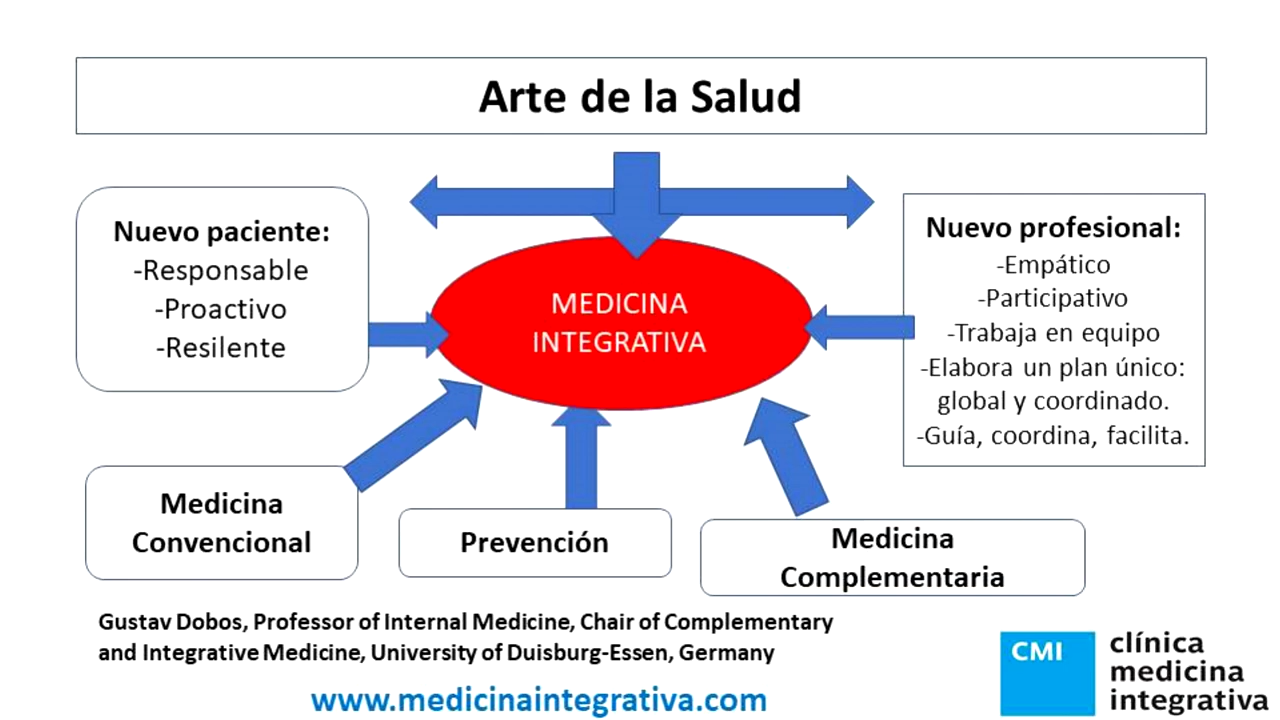 Arte de la Salud
Nuevo paciente:
-Responsable
-Proactivo
-Resilente
MEDICINA
INTEGRATIVA
Nuevo profesional:
-Empático
-Participativo
-Trabaja en equipo
-Elabora un plan único:
global y coordinado.
-Guía, coordina, facilita.
Medicina
Convencional
Prevención
Medicina
Complementaria
Gustav Dobos, Professor of Internal Medicine, Chair of Complementary
and Integrative Medicine, University of Duisburg-Essen, Germany
www.medicinaintegrativa.com
CMI
clínica
medicina
integrativa